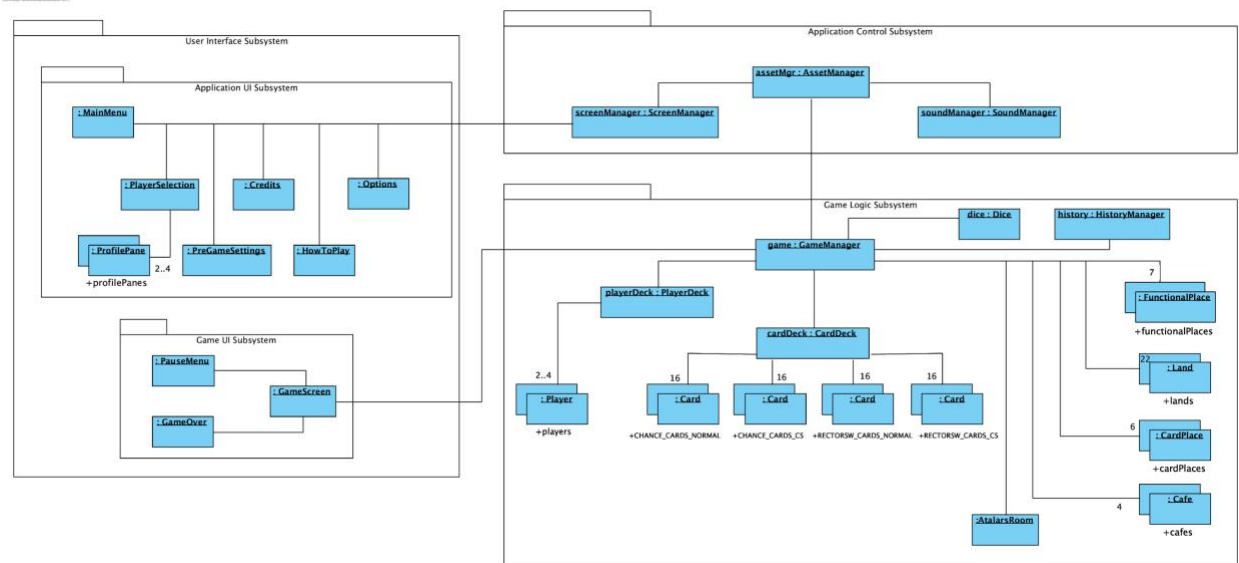 User Interface Subsystem
Application UI Subsystem
: MainMenu
: PlayerSelection
: Credits
: Options
: ProfilePane
2..4
+profilePanes
: PreGameSettings
: HowToPlay
Game UI Subsystem
: PauseMenu
: GameScreen
: GameOver
Application Control Subsystem
assetMgr : AssetManager
screenManager : ScreenManager
soundManager : SoundManager
Game Logic Subsystem
dice : Dice
history : HistoryManager
game : GameManager
playerDeck : PlayerDeck
cardDeck : CardDeck
2..4
: Player
+players
16
: Card
+CHANCE_CARDS_NORMAL
16
: Card
+CHANCE_CARDS_CS
16
: Card
+RECTORSW_CARDS_NORMAL
16
: Card
+RECTORSW_CARDS_CS
7
: FunctionalPlace
+functionalPlaces
22
: Land
+lands
6
: CardPlace
+cardPlaces
4
: Cafe
+cafes
:AtalarsRoom